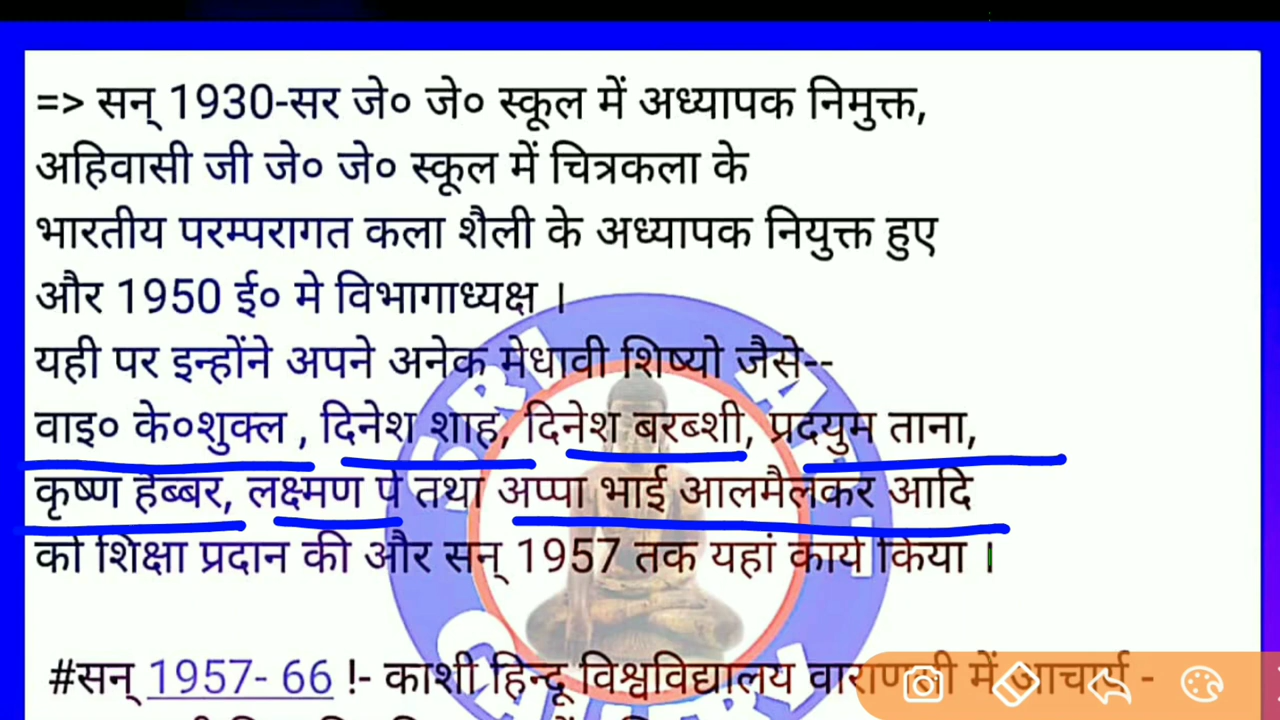 => सन् 1930-सर जे० जे० स्कूल में अध्यापक निमुक्त,
अहिवासी जी जे० जे० स्कूल में चित्रकला के
भारतीय परम्परागत कला शैली के अध्यापक नियुक्त हुए
और 1950 ई० मे विभागाध्यक्ष ।
यही पर इन्होंने अपने अनेक मेधावी शिष्यो जैसे--
वाइ० के०शुक्ल , दिनेश शाह, दिनेश बरब्शी, प्रदयुम ताना,
कृष्ण हेब्बर, लक्ष्मण पै तथा अप्पा भाई आलमैलकर आदि
को शिक्षा प्रदान की और सन् 1957 तक यहां कार्य किया ।
#सन् 1957- 66 !- काशी हिन्दू विश्वविद्यालय वाराणसी में आचार्य -
SRI